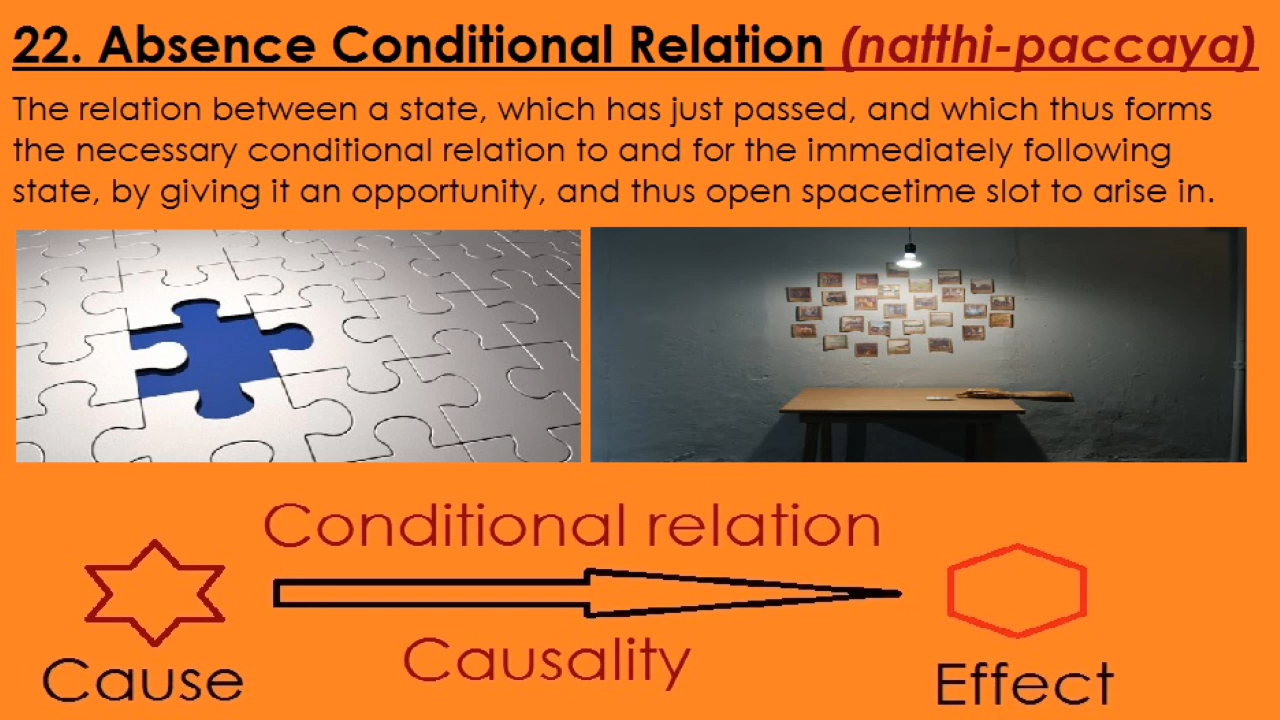 22. Absence Conditional Relation (natthi-paccaya)
The relation between a state, which has just passed, and which thus forms
the necessary conditional relation to and for the immediately following
state, by giving it an opportunity, and thus open spacetime slot to arise in.
Conditional relation
Causality
Cause
Effect